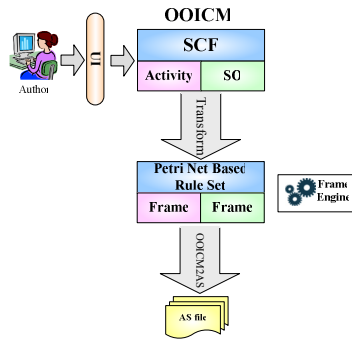 OOICM
SCF
Activity
SO
UI
Author
Transform
Petri Net Based
Rule Set
Frame
Frame
Frame
Engine
OOICM2AS
AS file